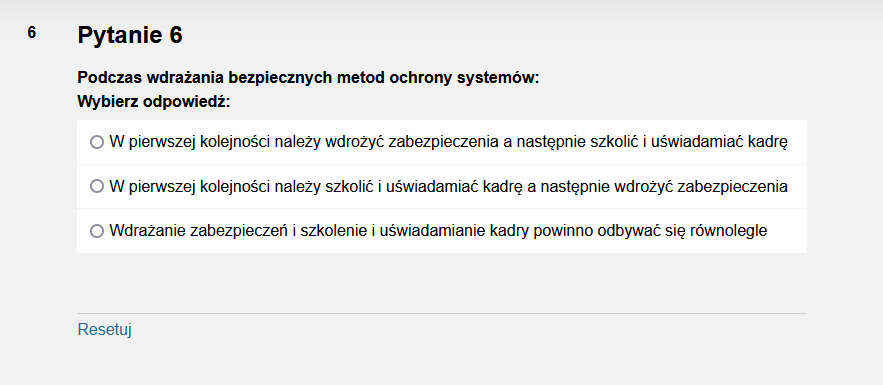 6
Pytanie 6
Podczas wdrażania bezpiecznych metod ochrony systemów:
Wybierz odpowiedź:
W pierwszej kolejności należy wdrożyć zabezpieczenia a następnie szkolić i uświadamiać kadrę
W pierwszej kolejności należy szkolić i uświadamiać kadrę a następnie wdrożyć zabezpieczenia
Wdrażanie zabezpieczeń i szkolenie i uświadamianie kadry powinno odbywać się równolegle
Resetuj